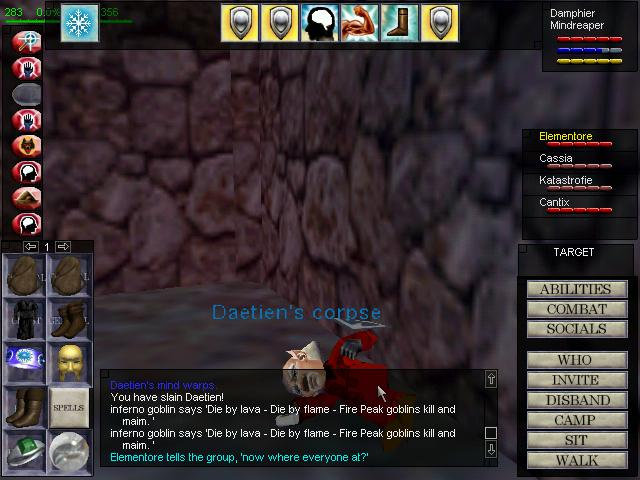 283 0.0% 356
Damphier
Mindreaper
Elementore
Cassia
Katastrofie
Cantix
1
TARGET
ABILITIES
COMBAT
SOCIALS
WHO
INVITE
DISBAND
CAMP
SIT
WALK
SPELLS
Daetien's corpse
Daetien's mind warps.
You have slain Daetien!
inferno goblin says 'Die by lava - Die by flame - Fire Peak goblins kill and
maim. '
inferno goblin says 'Die by lava - Die by flame - Fire Peak goblins kill and
maim. '
Elementore tells the group, 'now where everyone at?'